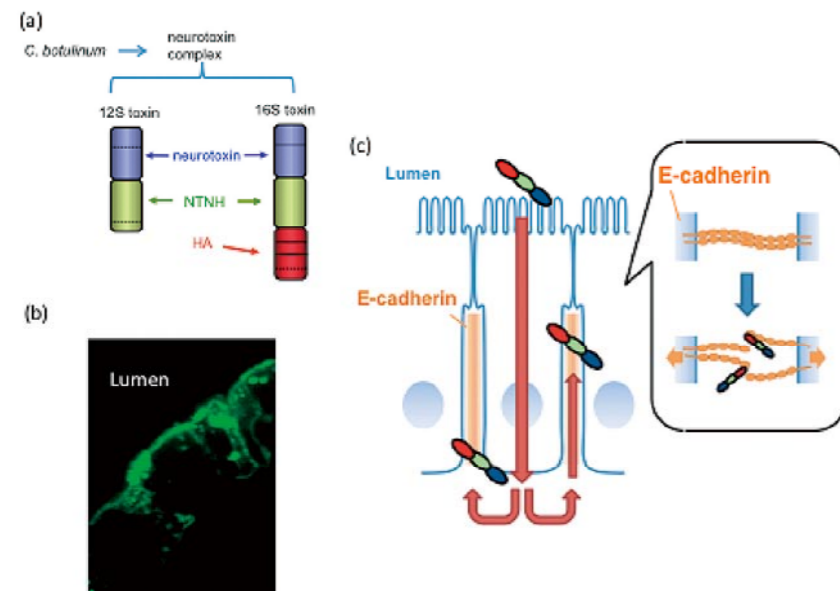 (a)
C. botulinum
neurotoxin
complex
12S toxin
16S toxin
neurotoxin
NTNH
HA
(b)
Lumen
(c)
Lumen
E-cadherin
E-cadherin